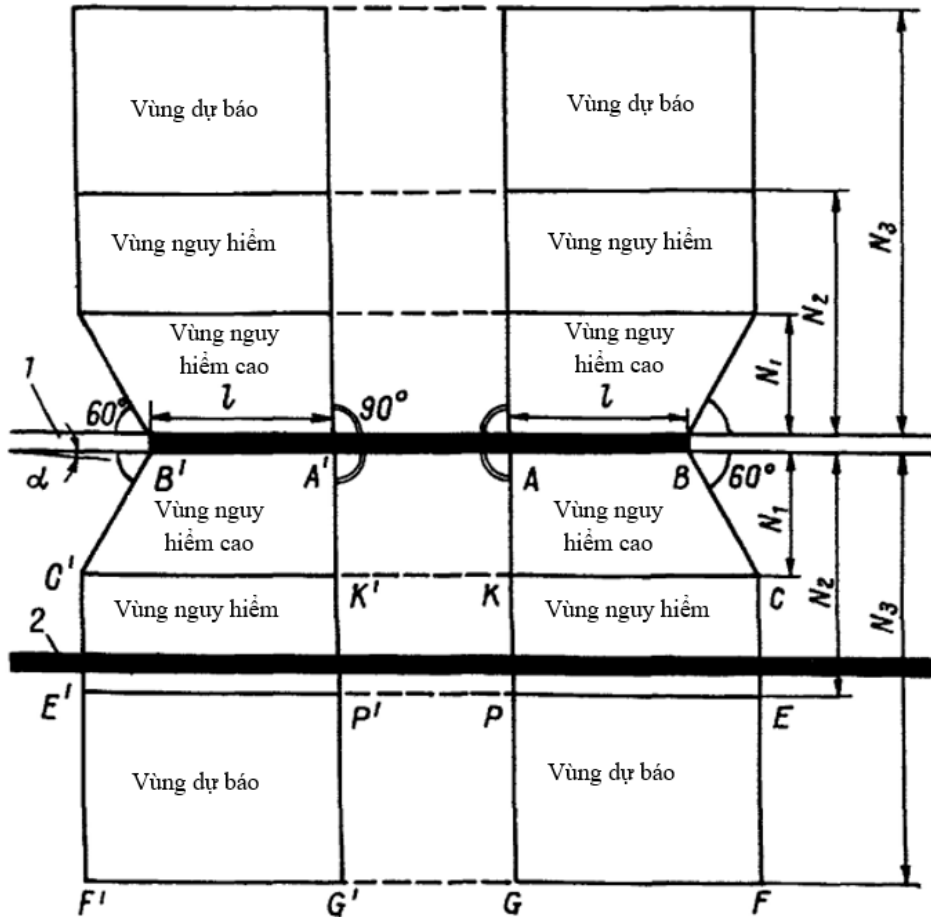 Vùng dự báo
Vùng dự báo
N₃
Vùng nguy hiểm
Vùng nguy hiểm
N₂
Vùng nguy
hiểm cao
Vùng nguy
hiểm cao
N₁
1
60°
l
90°
l
α
B'
A'
A
B
60°
Vùng nguy
hiểm cao
Vùng nguy
hiểm cao
N₁
C'
K'
K
C
Vùng nguy hiểm
Vùng nguy hiểm
N₂
N₃
2
E'
P'
P
E
Vùng dự báo
Vùng dự báo
F'
G'
G
F